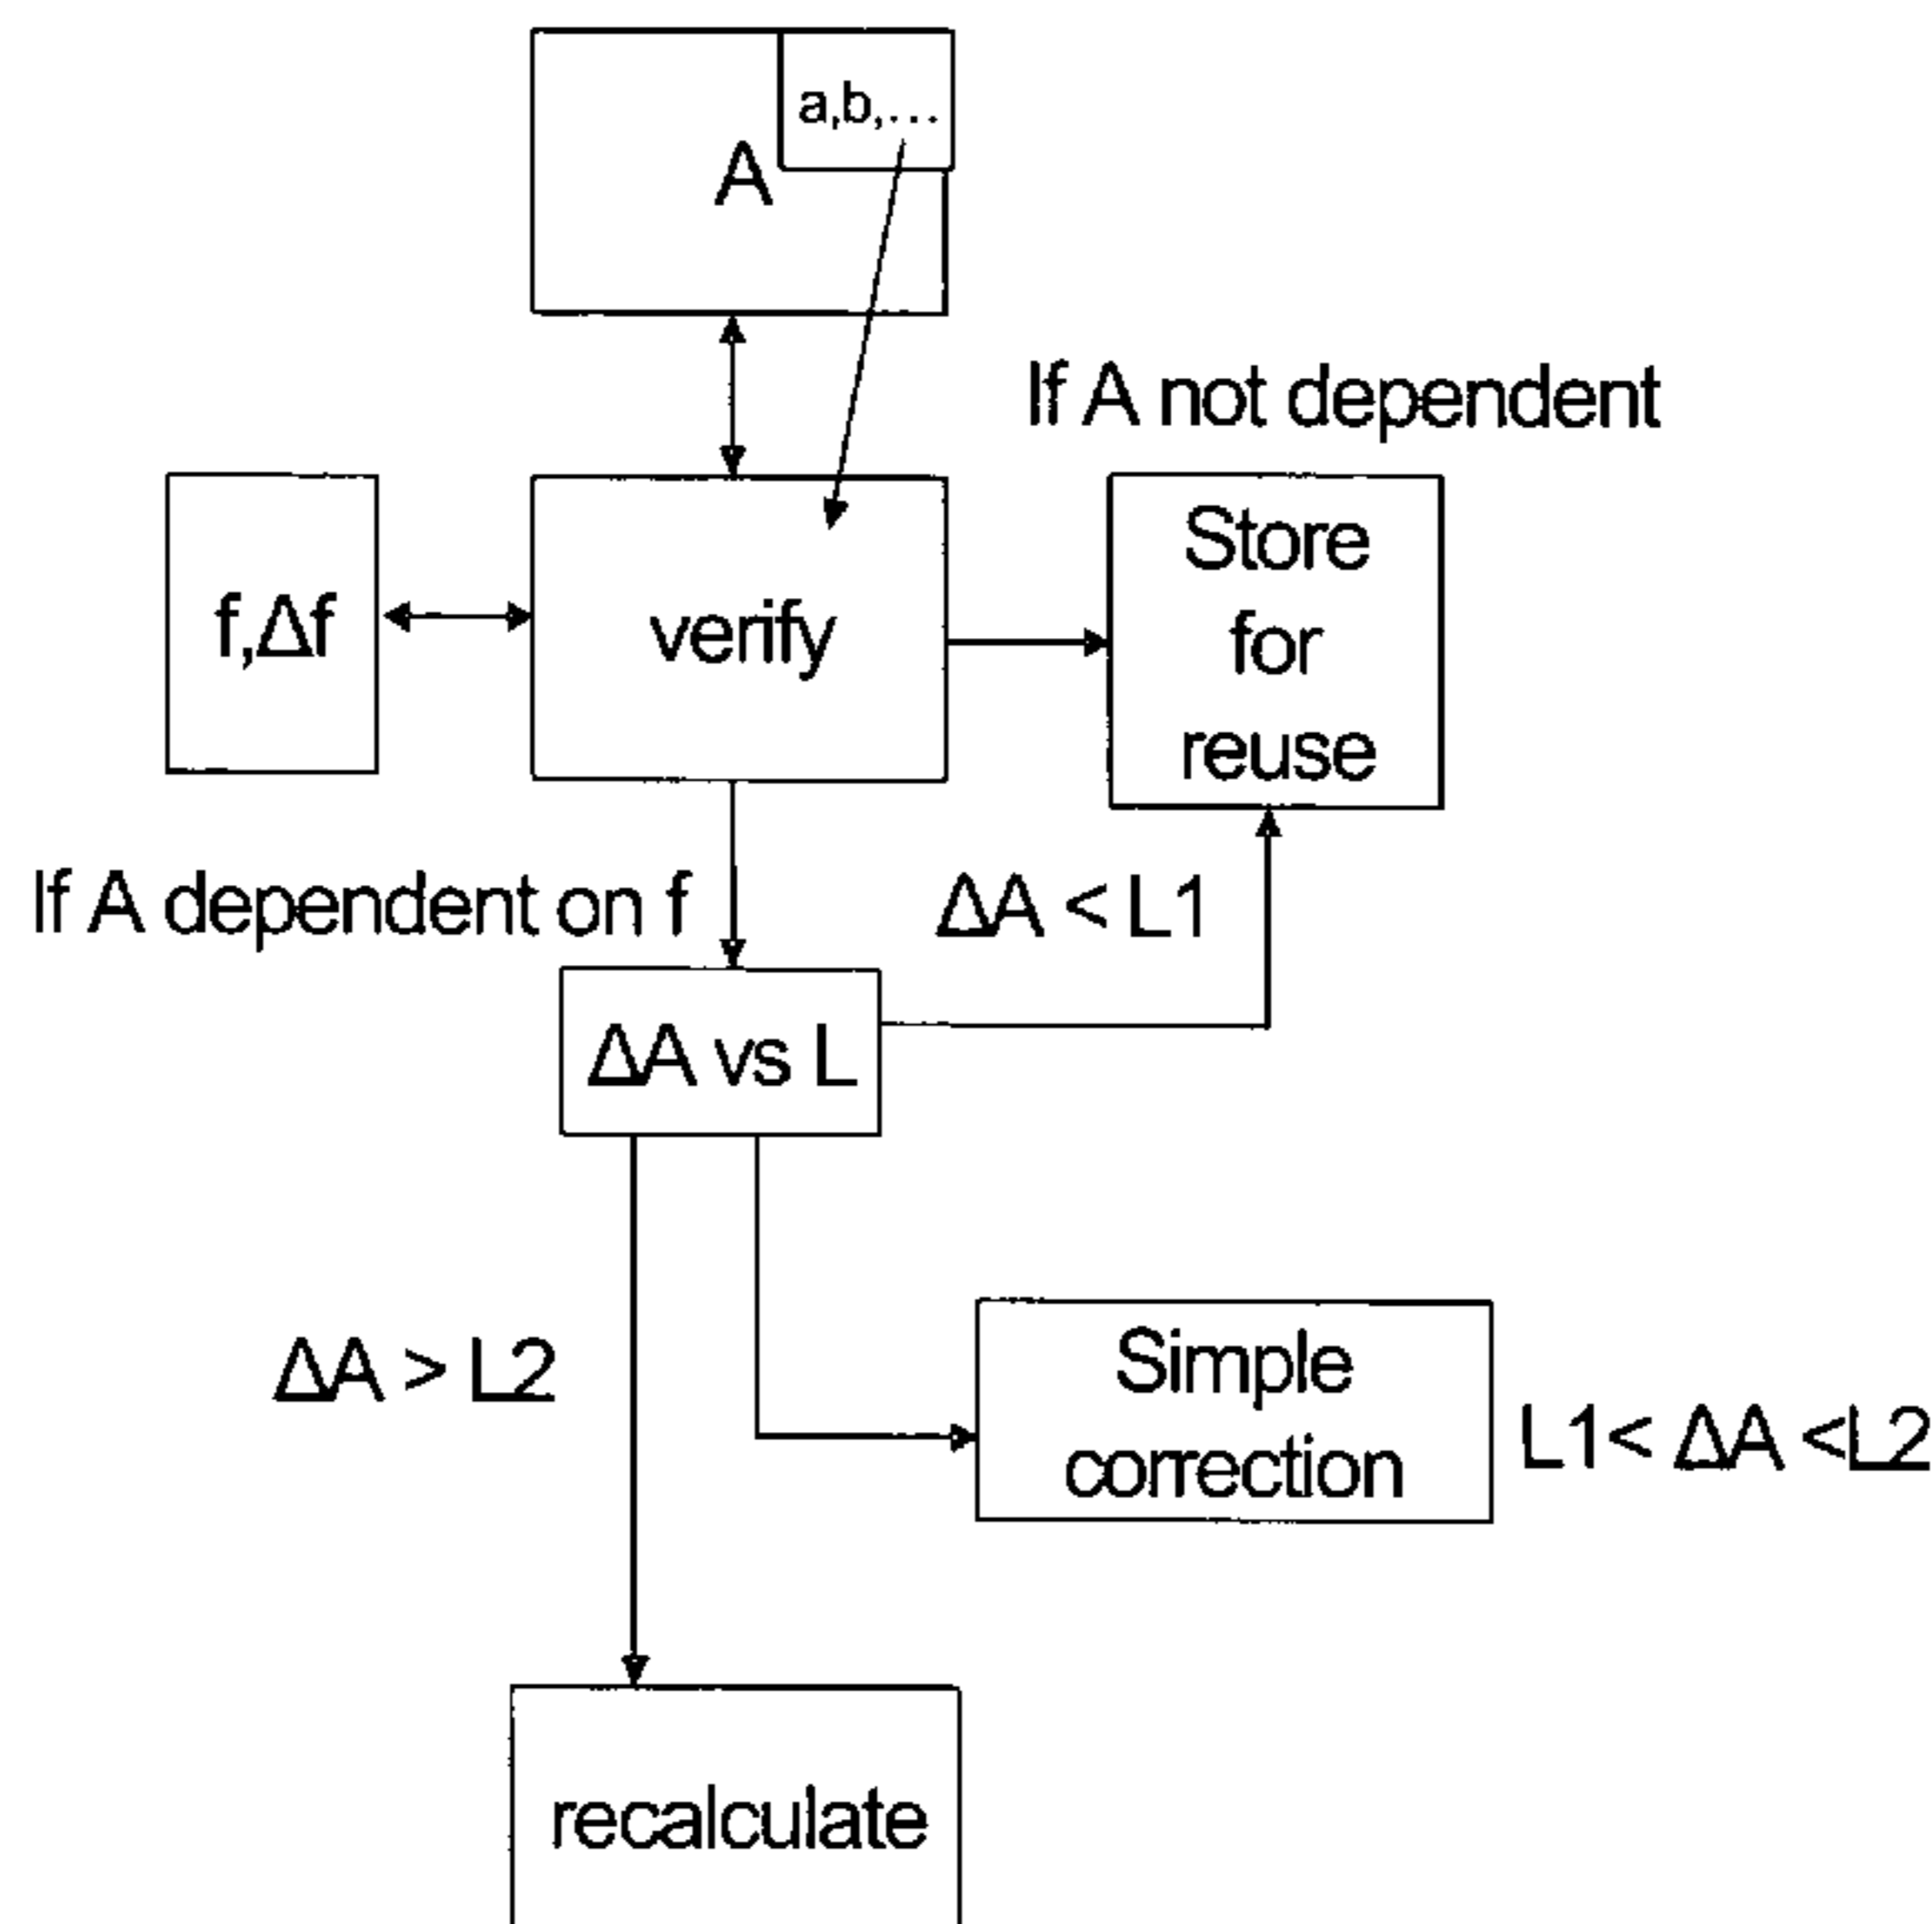 a,b,...
A
If A not dependent
Store
for
reuse
f,Δf
verify
If A dependent on f
ΔA < L1
ΔA vs L
ΔA > L2
Simple
correction
L1< ΔA <L2
recalculate